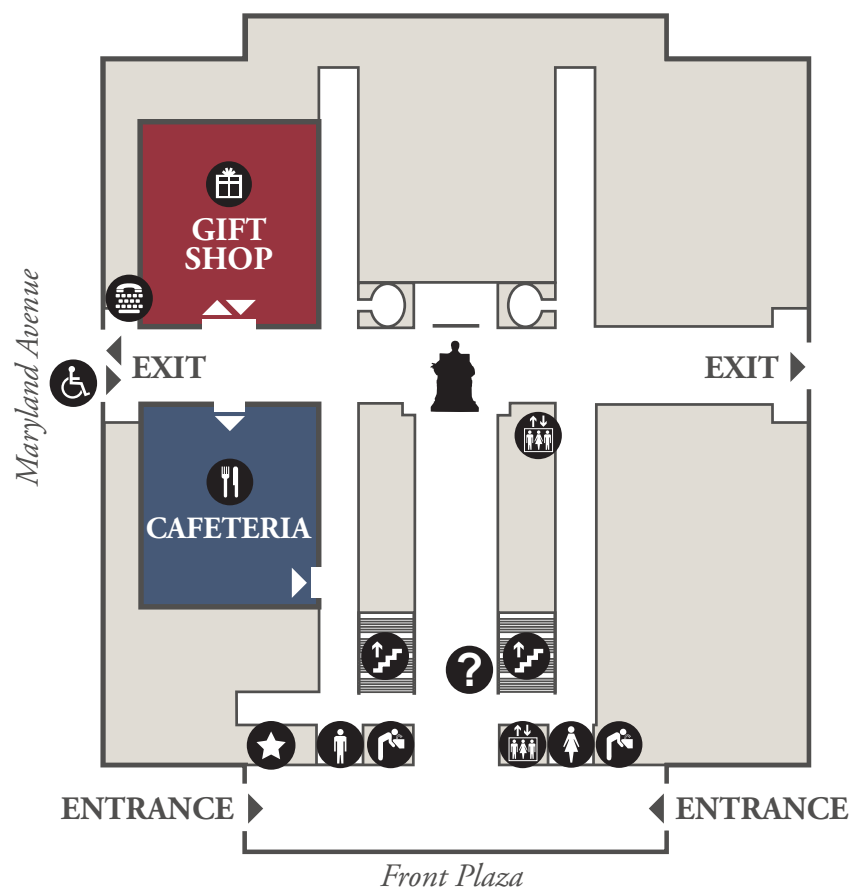 GIFT
SHOP
Maryland Avenue
EXIT
EXIT
CAFETERIA
?
ENTRANCE
ENTRANCE
Front Plaza